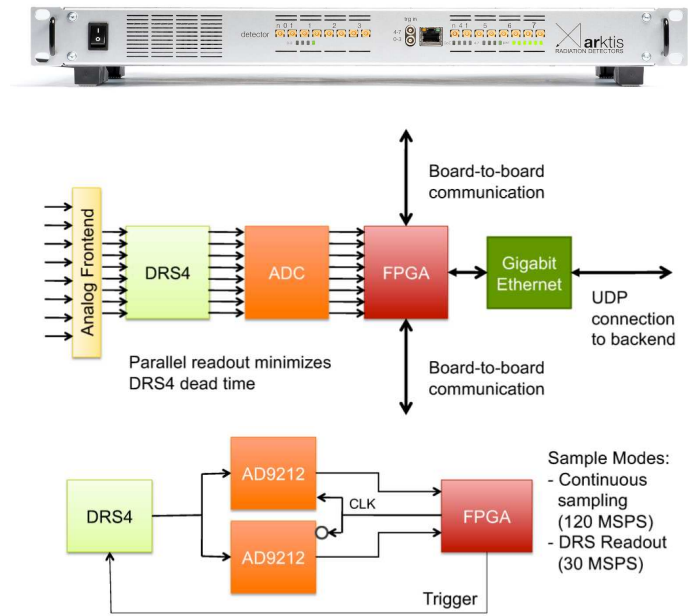 detector
n 0 1
1
2
3
trig in
4-7
0-3
n 4 1
5
6
7
arktis
RADIATION DETECTORS
Board-to-board
communication
Analog Frontend
DRS4
ADC
FPGA
Gigabit
Ethernet
UDP
connection
to backend
Parallel readout minimizes
DRS4 dead time
Board-to-board
communication
DRS4
AD9212
AD9212
CLK
FPGA
Trigger
Sample Modes:
- Continuous
sampling
(120 MSPS)
- DRS Readout
(30 MSPS)